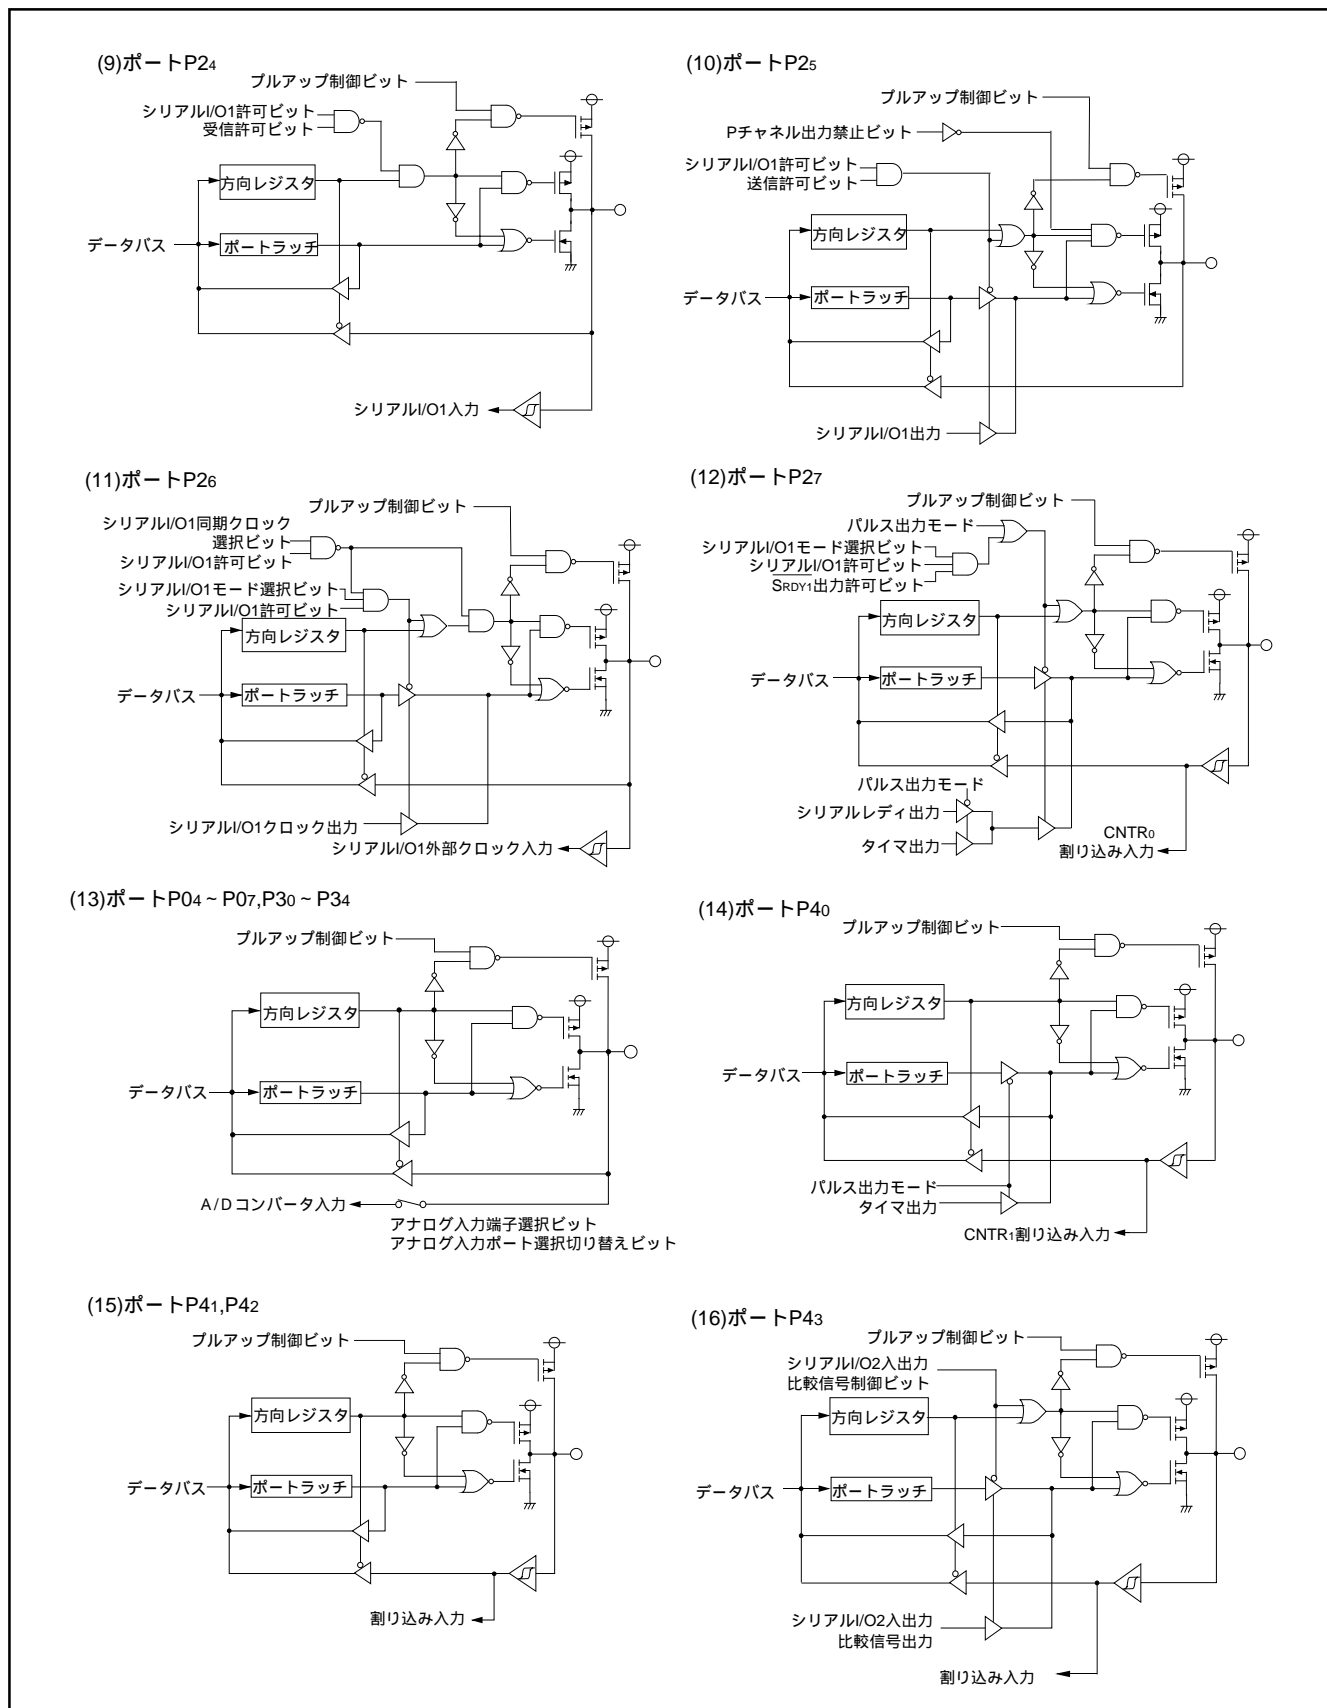 (9)ポートP24
プルアップ制御ビット
シリアルI/O1許可ビット
受信許可ビット
方向レジスタ
データバス
ポートラッチ
シリアルI/O1入力
(10)ポートP25
プルアップ制御ビット
Pチャネル出力禁止ビット
シリアルI/O1許可ビット
送信許可ビット
方向レジスタ
データバス
ポートラッチ
シリアルI/O1出力
(11)ポートP26
プルアップ制御ビット
シリアルI/O1同期クロック
選択ビット
シリアルI/O1許可ビット
シリアルI/O1モード選択ビット
シリアルI/O1許可ビット
方向レジスタ
データバス
ポートラッチ
シリアルI/O1クロック出力
シリアルI/O1外部クロック入力
(12)ポートP27
プルアップ制御ビット
パルス出力モード
シリアルI/O1モード選択ビット
シリアルI/O1許可ビット
SRDY1出力許可ビット
方向レジスタ
データバス
ポートラッチ
パルス出力モード
シリアルレディ出力
タイマ出力
CNTR0
割り込み入力
(13)ポートP04~P07,P30~P34
プルアップ制御ビット
方向レジスタ
データバス
ポートラッチ
A/Dコンバータ入力
アナログ入力端子選択ビット
アナログ入力ポート選択切り替えビット
(14)ポートP40
プルアップ制御ビット
方向レジスタ
データバス
ポートラッチ
パルス出力モード
タイマ出力
CNTR1割り込み入力
(15)ポートP41,P42
プルアップ制御ビット
方向レジスタ
データバス
ポートラッチ
割り込み入力
(16)ポートP43
プルアップ制御ビット
シリアルI/O2入出力
比較信号制御ビット
方向レジスタ
データバス
ポートラッチ
シリアルI/O2入出力
比較信号出力
割り込み入力